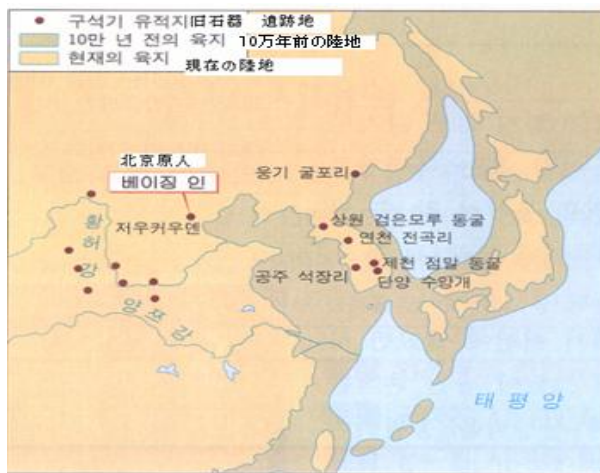 구석기 유적지旧石器 遺跡地
10만 년 전의 육지 10万年前の陸地
현재의 육지 現在の陸地
北京原人
베이징 인
웅기 굴포리
저우커우뎬
상원 검은모루 동굴
연천 전곡리
황허강
공주 석장리
제천 점말 동굴
단양 수양개
양쯔강
태평양